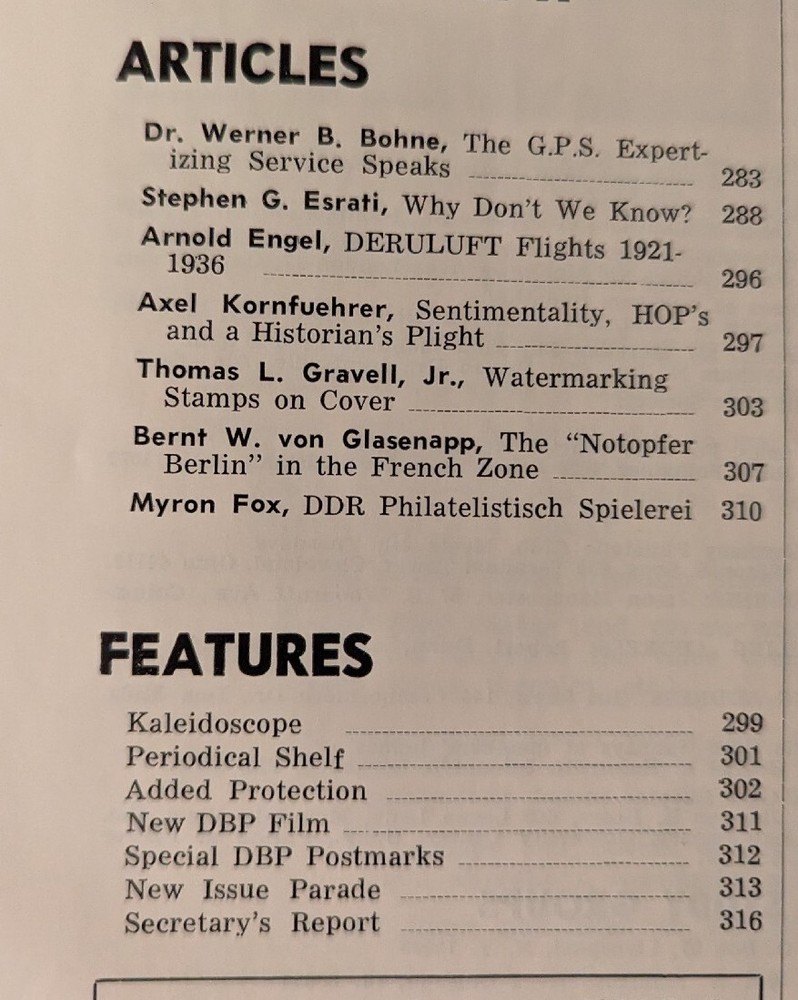 ARTICLES
Dr. Werner B. Bohne, The G.P.S. Expert-
izing Service Speaks 283
Stephen G. Esrati, Why Don't We Know? 288
Arnold Engel, DERULUFT Flights 1921-
1936 296
Axel Kornfuehrer, Sentimentality, HOP's
and a Historian's Plight 297
Thomas L. Gravell, Jr., Watermarking
Stamps on Cover 303
Bernt W. von Glasenapp, The "Notopfer
Berlin" in the French Zone 307
Myron Fox, DDR Philatelistisch Spielerei 310
FEATURES
Kaleidoscope 299
Periodical Shelf 301
Added Protection 302
New DBP Film 311
Special DBP Postmarks 312
New Issue Parade 313
Secretary's Report 316